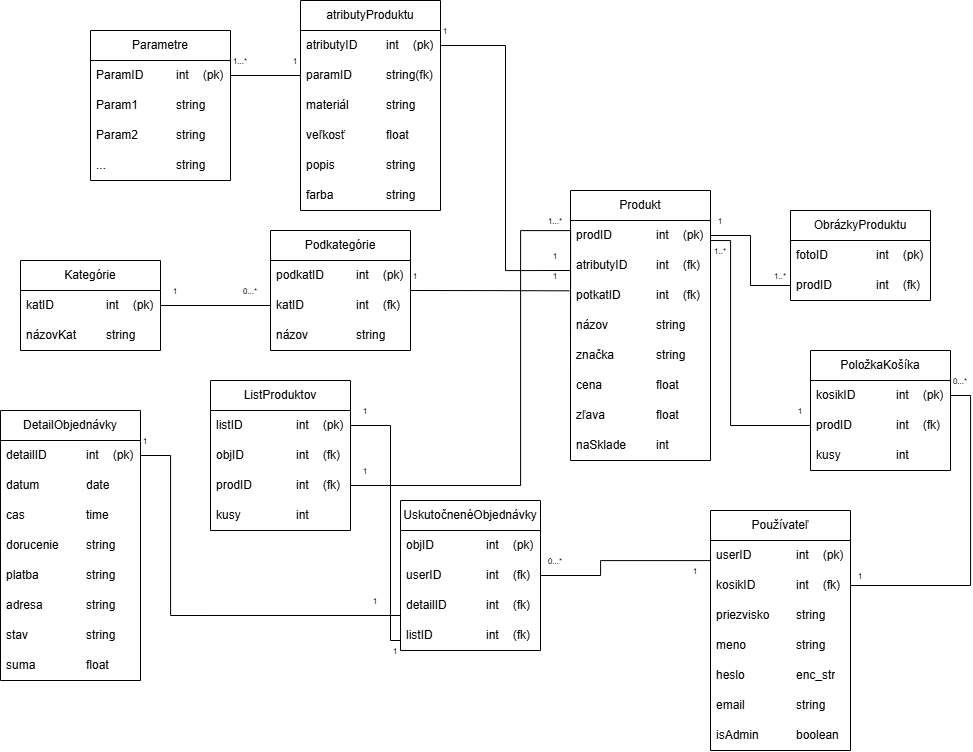 atribútyProduktu
atributyID int (pk)
paramID string(fk)
materiál string
veľkosť float
popis string
farba string
1
1
Parametre
ParamID int (pk)
Param1 string
Param2 string
... string
1...*
Produkt
prodID int (pk)
atributyID int (fk)
potkatID int (fk)
názov string
značka string
cena float
zľava float
naSklade int
1...*
1
1
1
1..*
ObrázkyProduktu
fotoID int (pk)
prodID int (fk)
1..*
Podkategórie
podkatID int (pk)
katID int (fk)
názov string
1
0...*
Kategórie
katID int (pk)
názovKat string
1
PoložkaKošíka
kosikID int (pk)
prodID int (fk)
kusy int
0...*
1
ListProduktov
listID int (pk)
objID int (fk)
prodID int (fk)
kusy int
1
1
DetailObjednávky
detailID int (pk)
datum date
cas time
dorucenie string
platba string
adresa string
stav string
suma float
1
UskutočnenéObjednávky
objID int (pk)
userID int (fk)
detailID int (fk)
listID int (fk)
0...*
1
1
Používateľ
userID int (pk)
kosikID int (fk)
priezvisko string
meno string
heslo enc_str
email string
isAdmin boolean
1
1